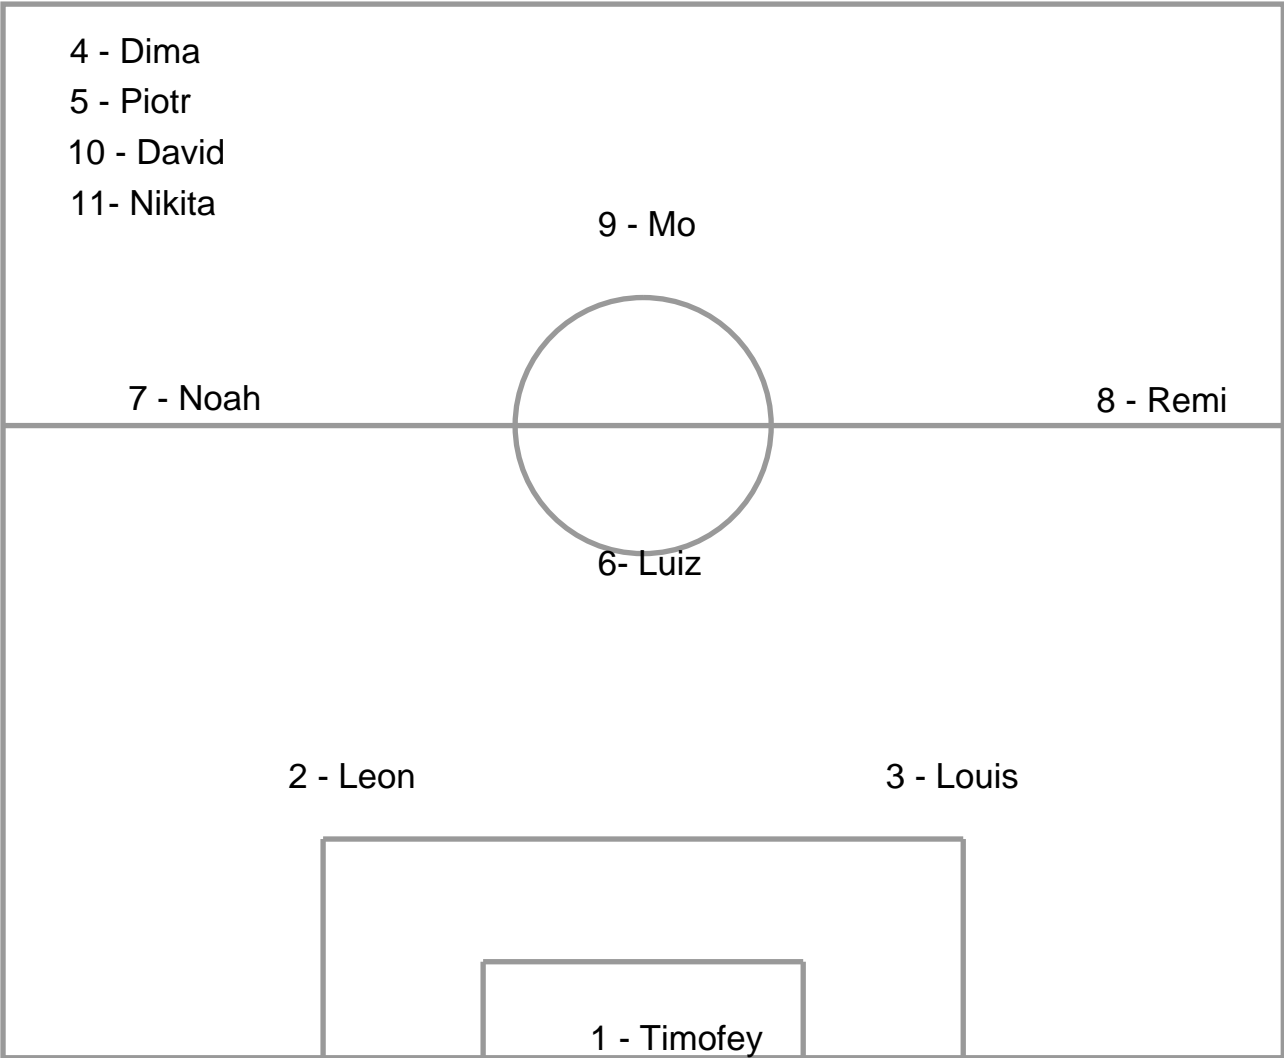 4 - Dima
5 - Piotr
10 - David
11- Nikita
9 - Mo
7 - Noah
8 - Remi
6- Luiz
2 - Leon
3 - Louis
1 - Timofey